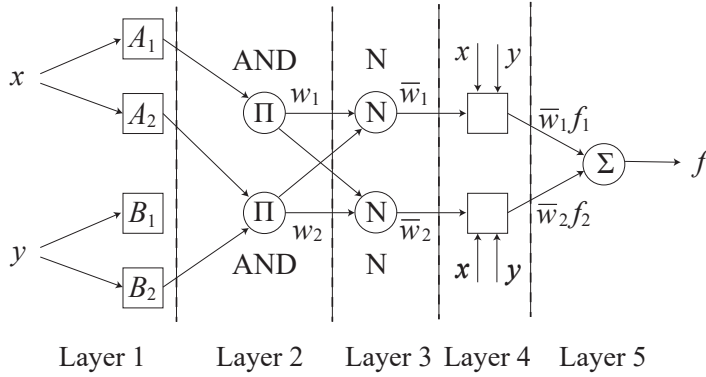 x y
A₁ AND N
w₁ w̅₁
x Π N w̅₁f₁
A₂
Σ f
B₁ Π N w̅₂f₂
w₂ w̅₂
y AND N
B₂ x y
Layer 1 Layer 2 Layer 3 Layer 4 Layer 5